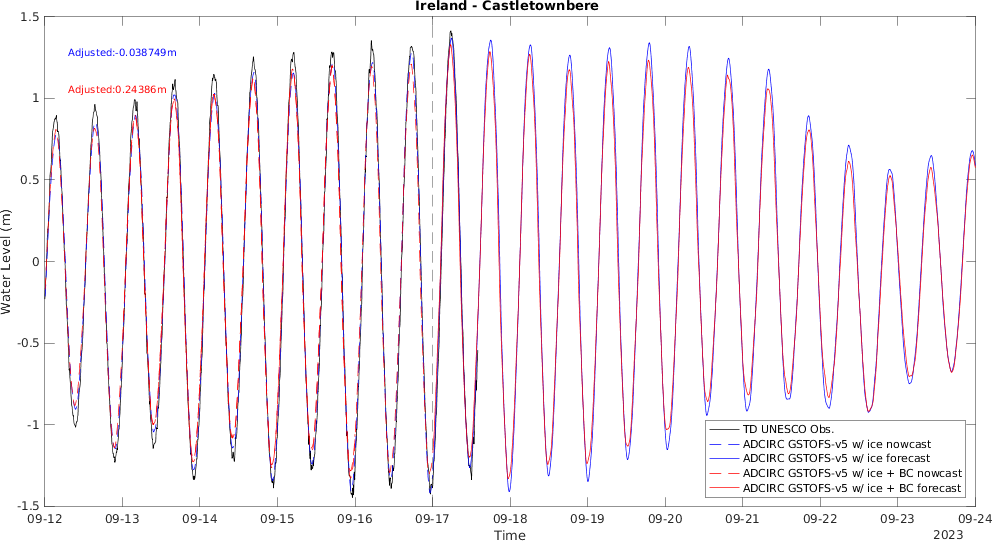 Ireland - Castletownbere
1.5
1
0.5
0
-0.5
-1
-1.5
Water Level (m)
Adjusted:-0.038749m
Adjusted:0.24386m
TD UNESCO Obs.
ADCIRC GSTOFS-v5 w/ ice nowcast
ADCIRC GSTOFS-v5 w/ ice forecast
ADCIRC GSTOFS-v5 w/ ice + BC nowcast
ADCIRC GSTOFS-v5 w/ ice + BC forecast
09-12 09-13 09-14 09-15 09-16 09-17 09-18 09-19 09-20 09-21 09-22 09-23 09-24
Time
2023